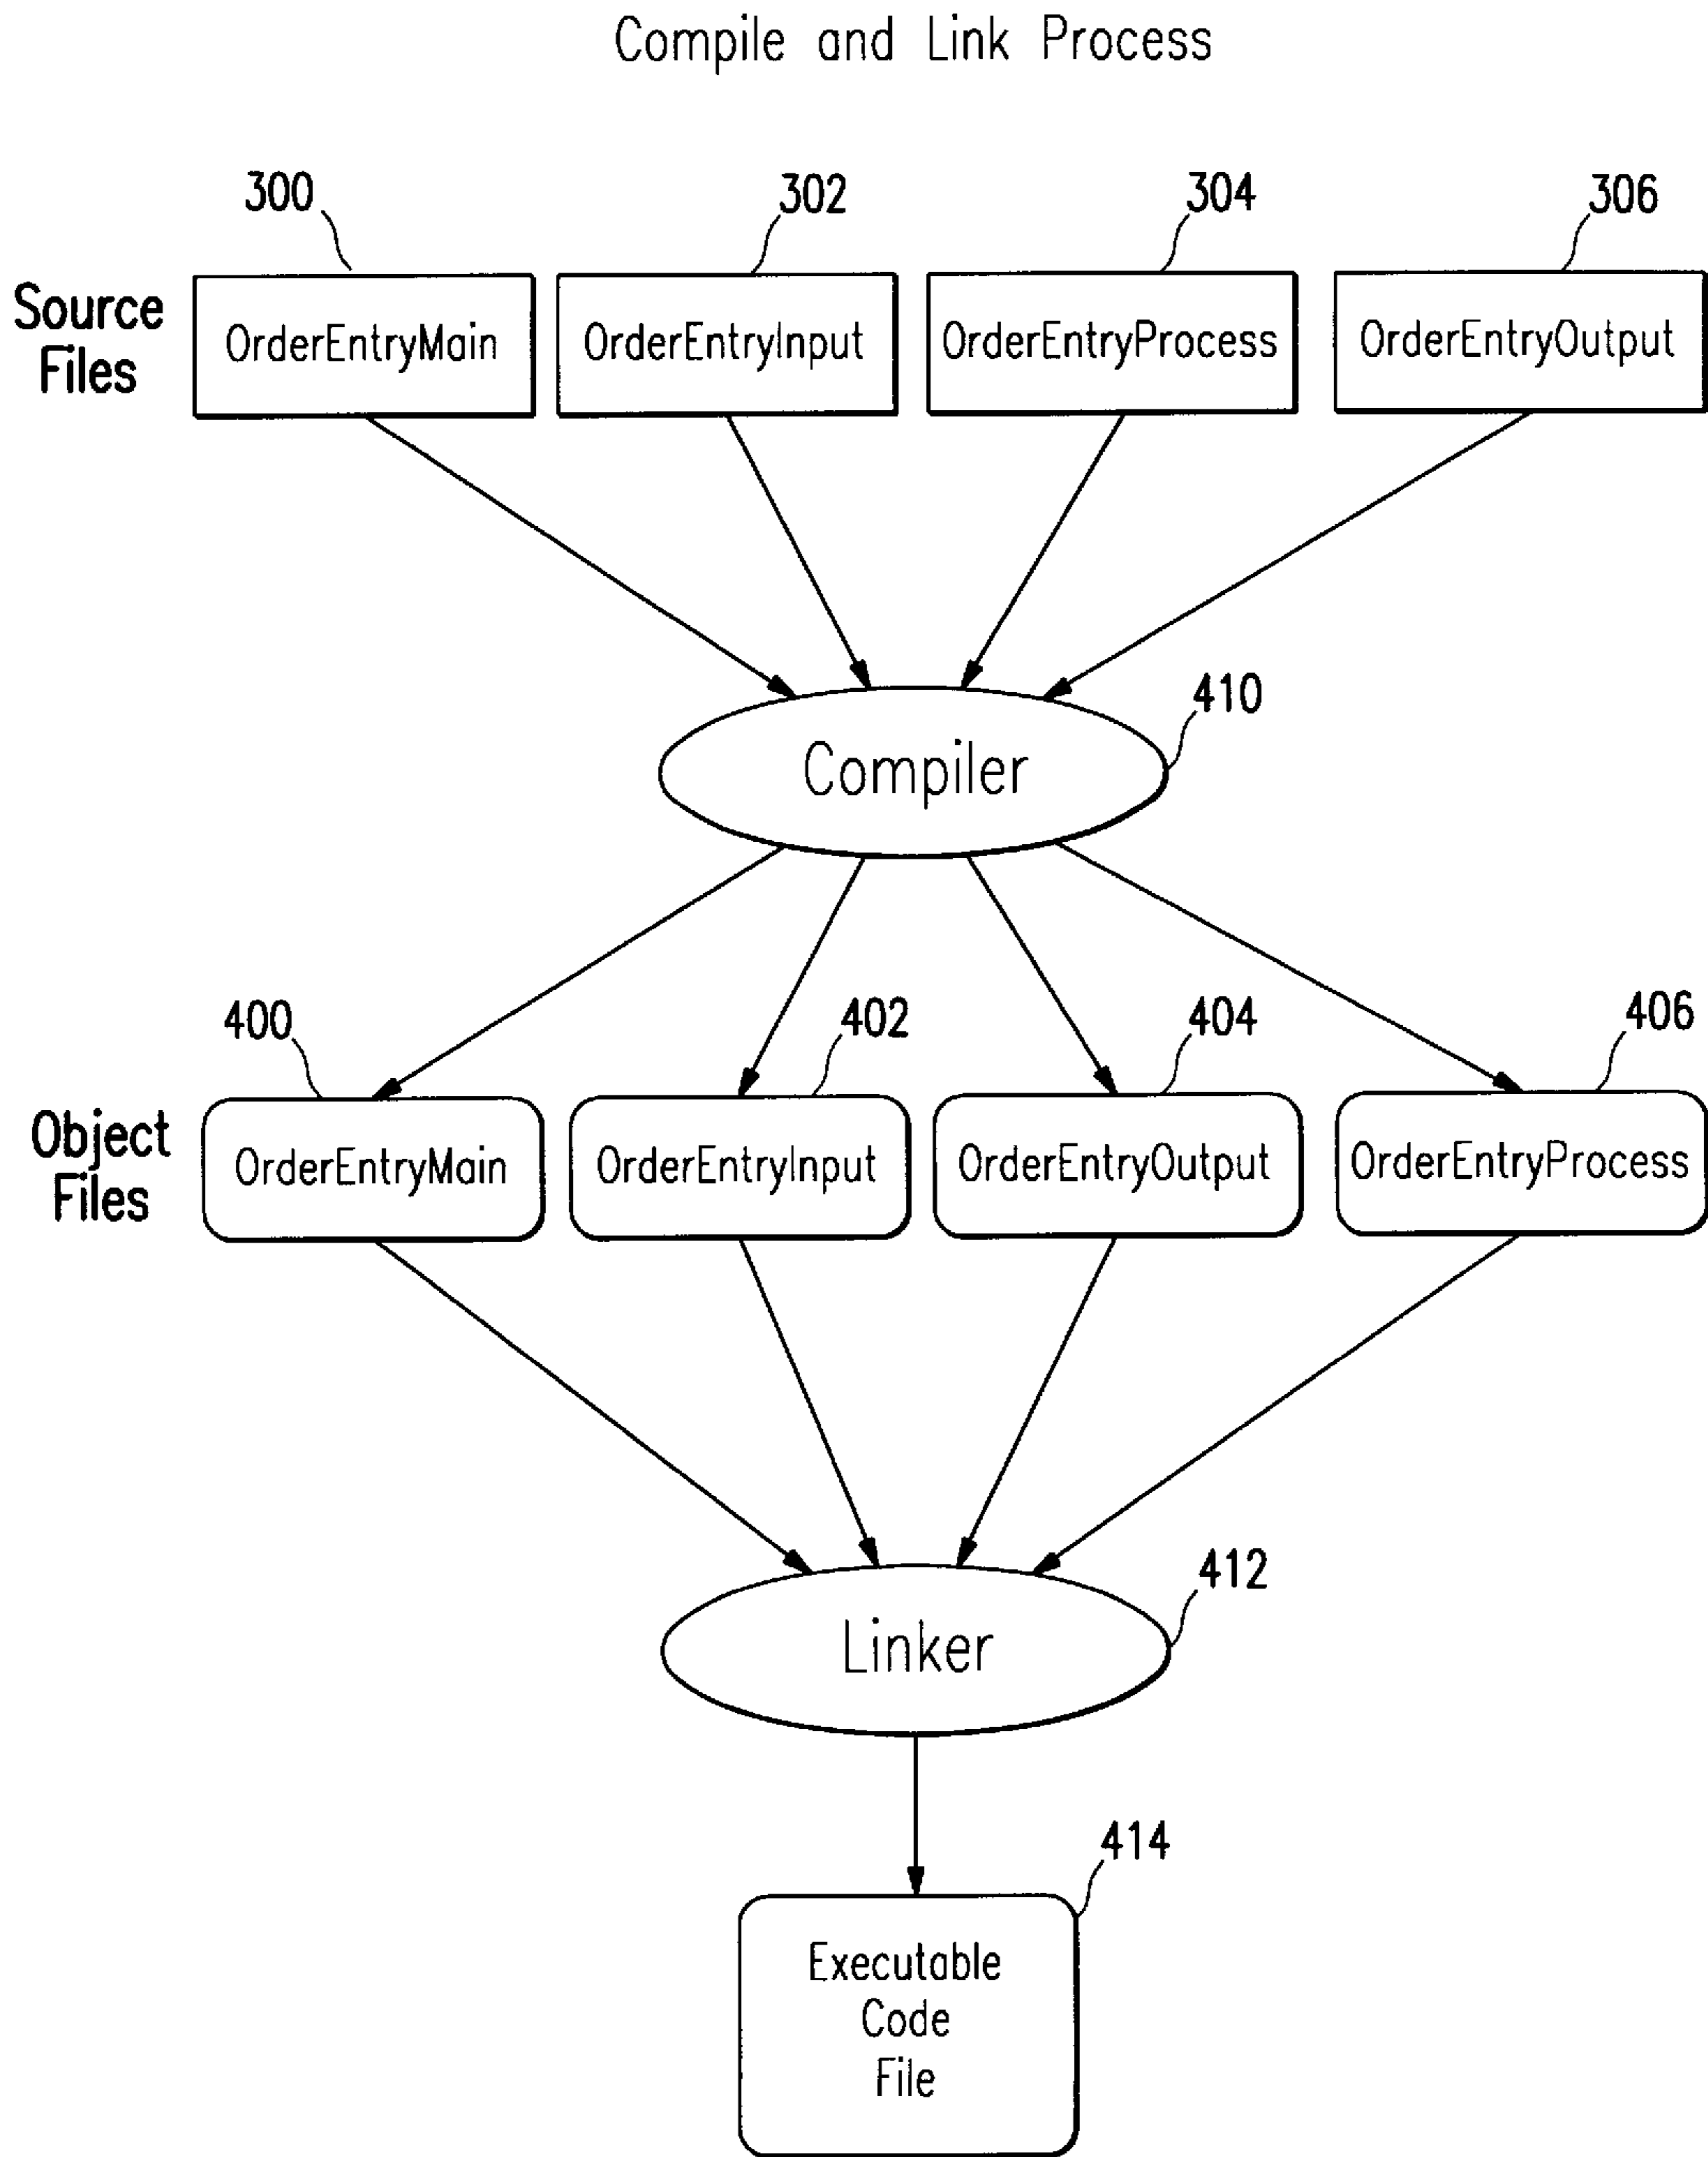 Compile and Link Process
300
302
304
306
Source
Files
OrderEntryMain
OrderEntryInput
OrderEntryProcess
OrderEntryOutput
410
Compiler
400
402
404
406
Object
Files
OrderEntryMain
OrderEntryInput
OrderEntryOutput
OrderEntryProcess
412
Linker
414
Executable
Code
File